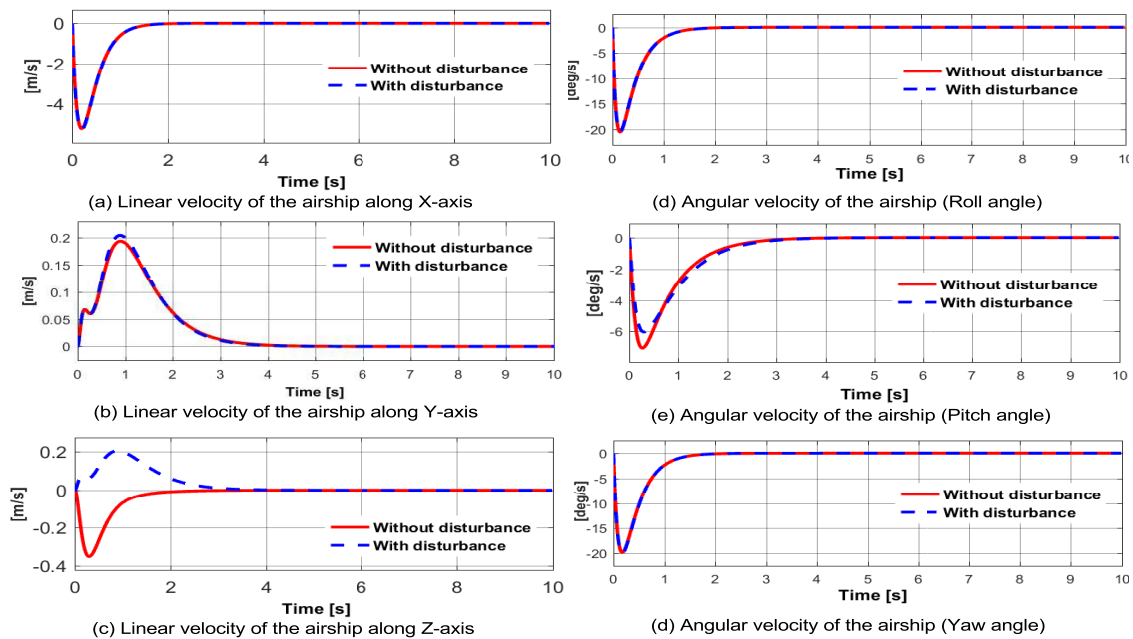 0
-2
-4
[m/s]
Without disturbance
With disturbance
0 2 4 6 8 10
Time [s]
(a) Linear velocity of the airship along X-axis
0
-5
-10
-15
-20
[deg/s]
Without disturbance
With disturbance
0 1 2 3 4 5 6 7 8 9 10
Time [s]
(d) Angular velocity of the airship (Roll angle)
0.2
0.15
0.1
0.05
0
[m/s]
Without disturbance
With disturbance
0 1 2 3 4 5 6 7 8 9 10
Time [s]
(b) Linear velocity of the airship along Y-axis
0
-2
-4
-6
[deg/s]
Without disturbance
With disturbance
0 1 2 3 4 5 6 7 8 9 10
Time [s]
(e) Angular velocity of the airship (Pitch angle)
0.2
0
-0.2
-0.4
[m/s]
Without disturbance
With disturbance
0 2 4 6 8 10
Time [s]
(c) Linear velocity of the airship along Z-axis
0
-5
-10
-15
-20
[deg/s]
Without disturbance
With disturbance
0 1 2 3 4 5 6 7 8 9 10
Time [s]
(d) Angular velocity of the airship (Yaw angle)